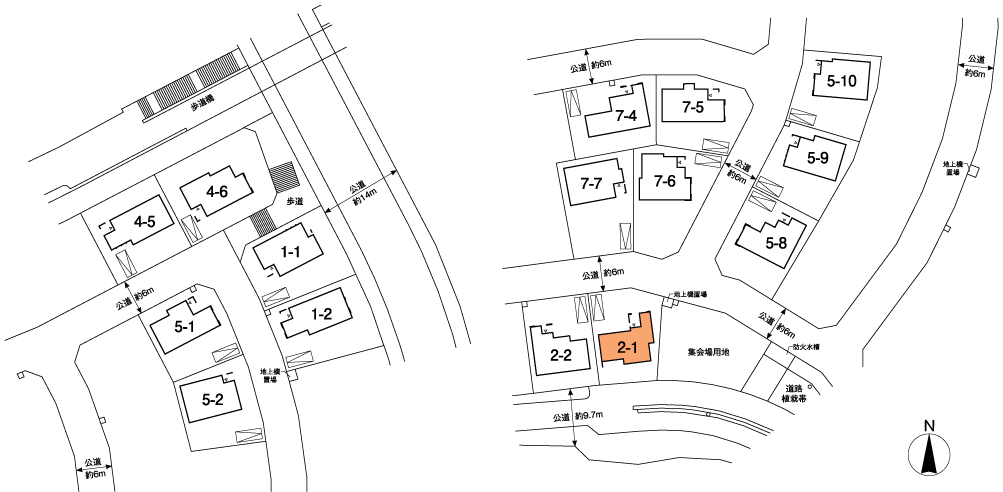 歩道橋
4-6
4-5
歩道
公道
約14m
1-1
公道 約6m
1-2
5-1
地上機
置場
5-2
公道
約6m
公道 約6m
7-4
7-5
5-10
公道
約6m
5-9
地上機
置場
公道
約6m
7-7
7-6
5-8
公道 約6m
地上機置場
公道 約6m
2-2
2-1
集会場用地
防火水槽
道路
植栽帯
公道 約9.7m
N